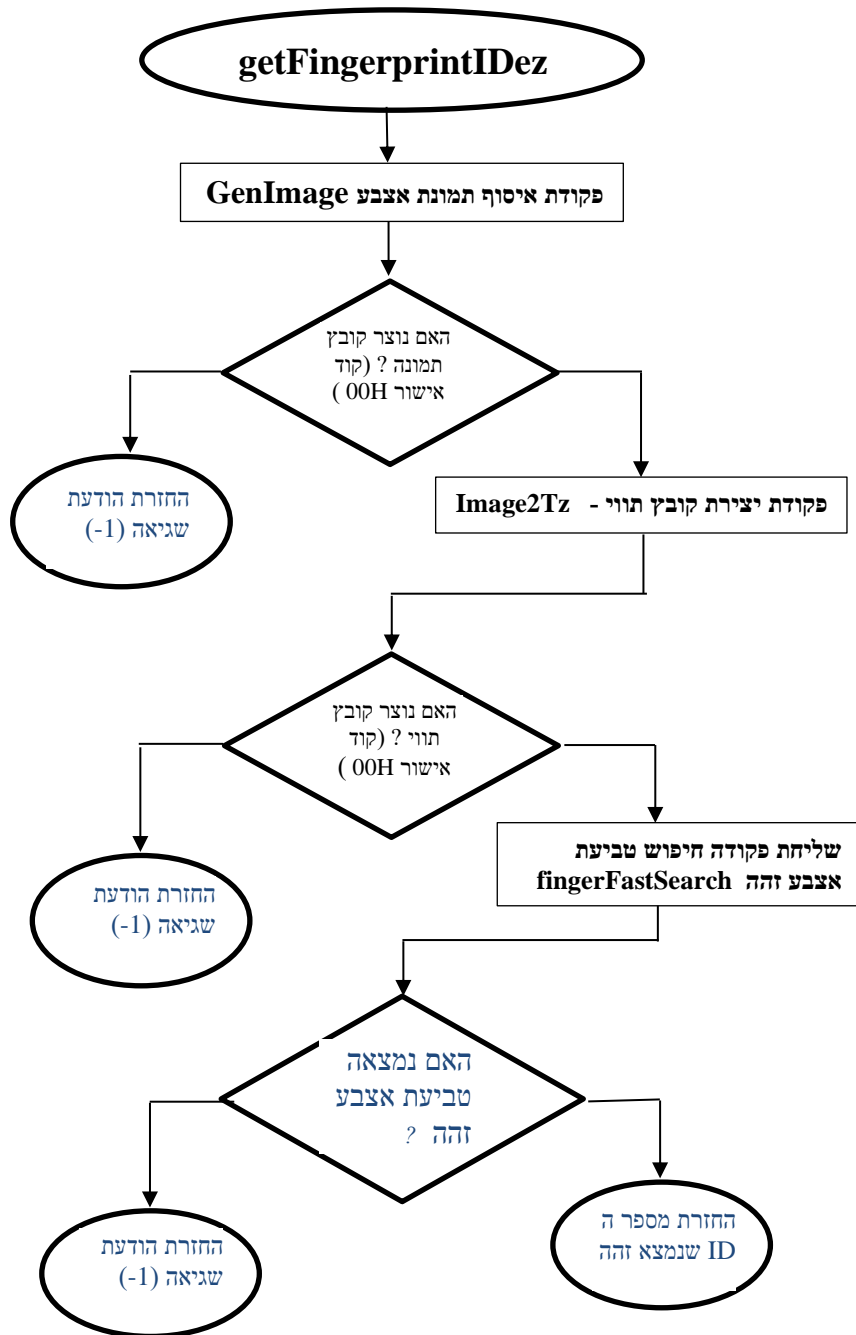 getFingerprintIDez
פקודת איסוף תמונת אצבע GenImage
האם נוצר קובץ
תמונה ? (קוד
אישור 00H )
החזרת הודעת
שגיאה (-1)
פקודת יצירת קובץ תווי - Image2Tz
האם נוצר קובץ
תווי ? (קוד
אישור 00H )
החזרת הודעת
שגיאה (-1)
שליחת פקודה חיפוש טביעת
אצבע זהה fingerFastSearch
האם נמצאה
טביעת אצבע
זהה ?
החזרת מספר ה
ID שנמצא זהה
החזרת הודעת
שגיאה (-1)